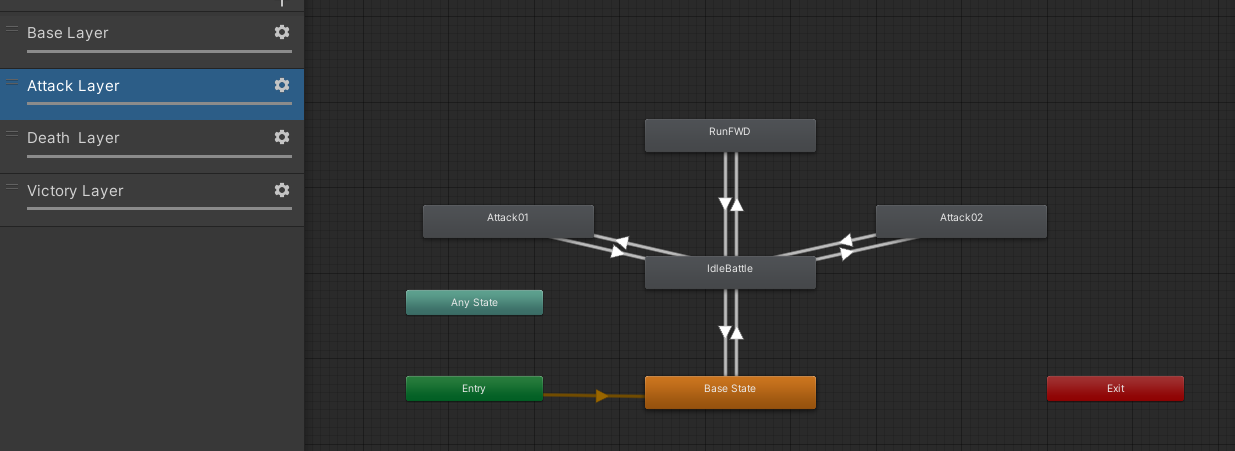 Base Layer
Attack Layer
Death Layer
Victory Layer
RunFWD
Attack01
Attack02
IdleBattle
Any State
Entry
Base State
Exit